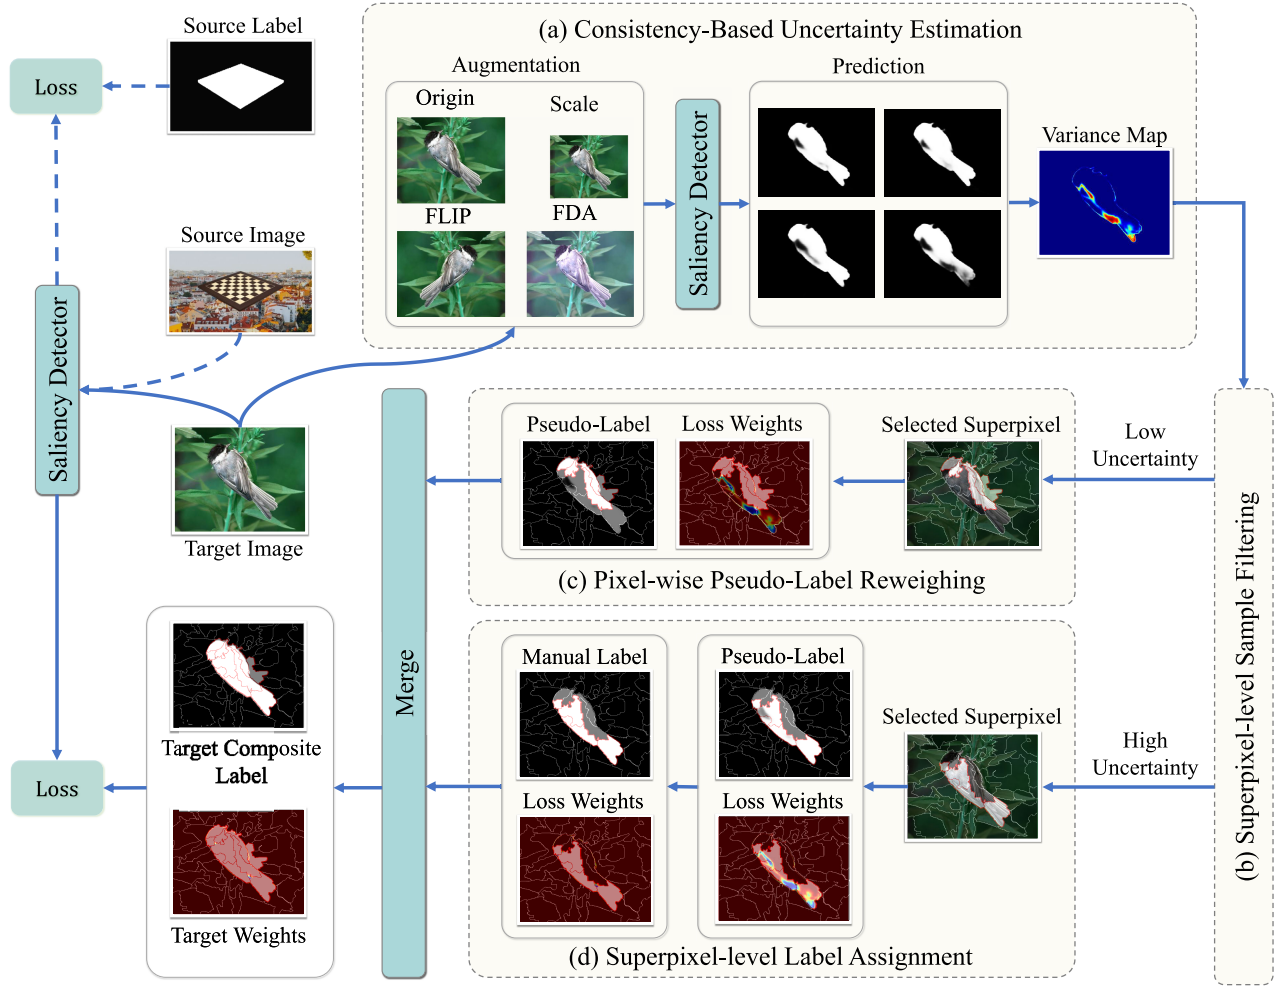 Source Label
Loss
(a) Consistency-Based Uncertainty Estimation
Augmentation
Origin
Scale
FLIP
FDA
Saliency Detector
Prediction
Variance Map
Source Image
Saliency Detector
Target Image
Merge
Pseudo-Label
Loss Weights
Selected Superpixel
Low
Uncertainty
(c) Pixel-wise Pseudo-Label Reweighing
(b) Superpixel-level Sample Filtering
Manual Label
Loss Weights
Pseudo-Label
Loss Weights
Selected Superpixel
High
Uncertainty
(d) Superpixel-level Label Assignment
Target Composite
Label
Target Weights
Loss